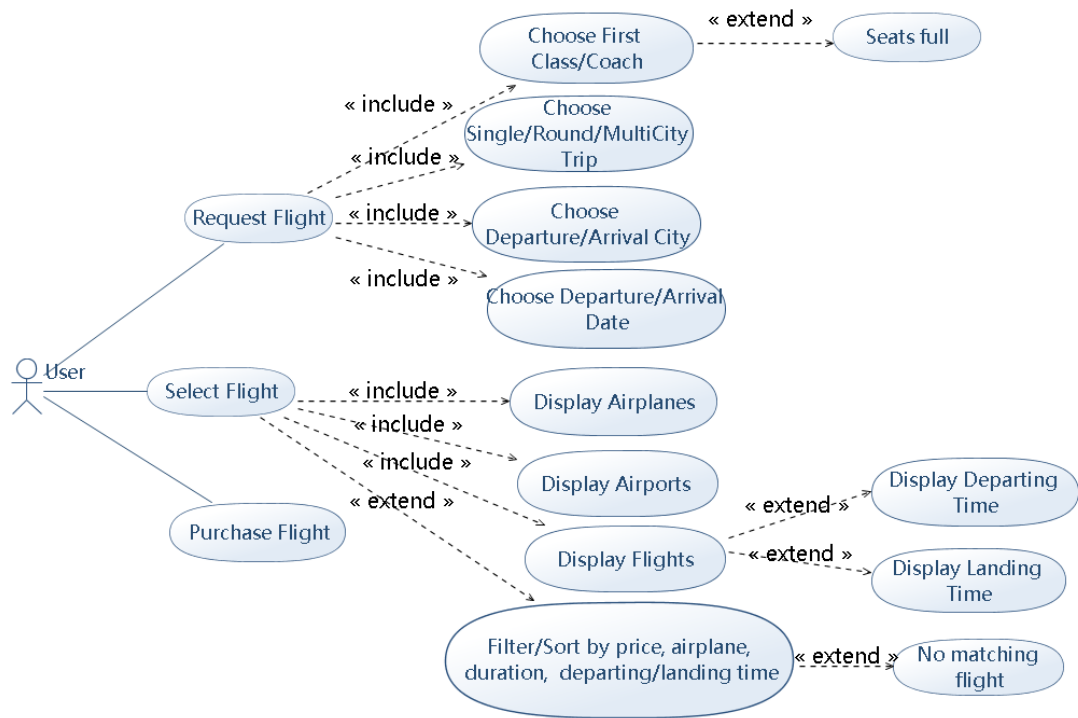 Choose First
Class/Coach
« extend »
Seats full
« include »
Choose
Single/Round/MultiCity
Trip
« include »
Request Flight
« include »
Choose
Departure/Arrival City
« include »
Choose Departure/Arrival
Date
User
Select Flight
« include »
Display Airplanes
« include »
Display Airports
« include »
Display Flights
« extend »
Display Departing
Time
« extend »
Display Landing
Time
« extend »
Filter/Sort by price, airplane,
duration, departing/landing time
« extend »
No matching
flight
Purchase Flight